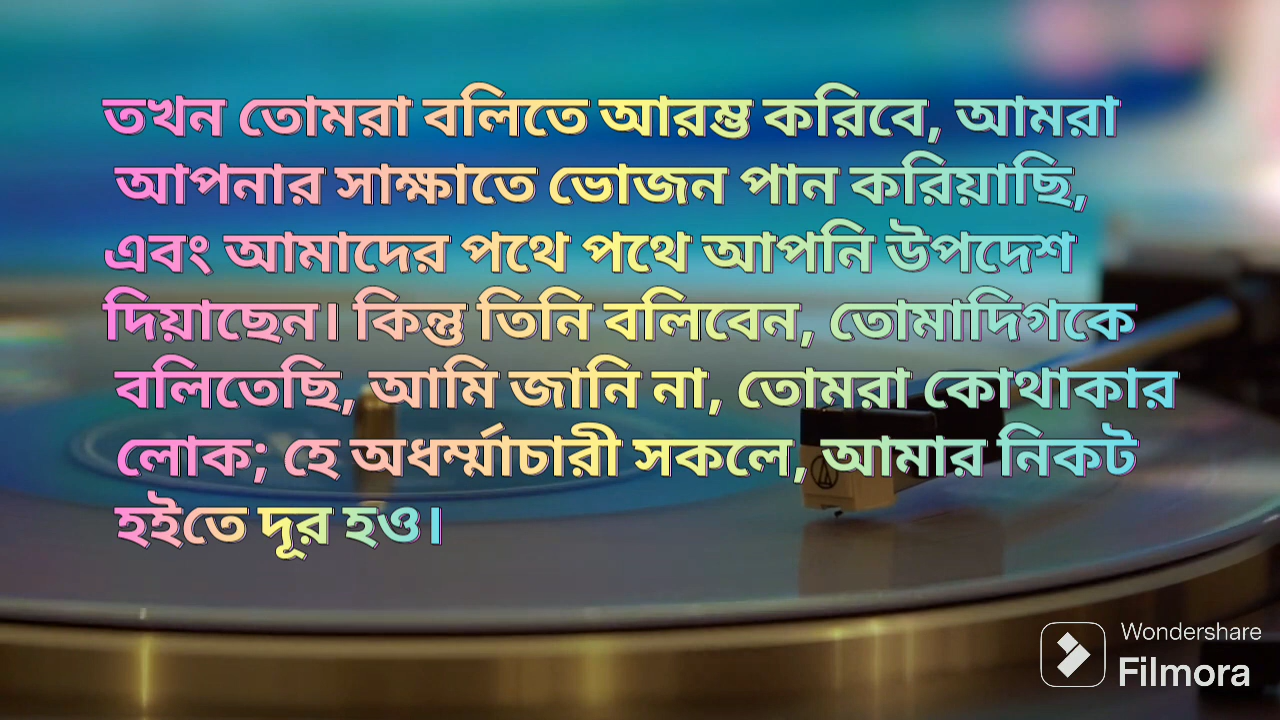 তখন তোমরা বলিতে আরম্ভ করিবে, আমরা
আপনার সাক্ষাতে ভোজন পান করিয়াছি,
এবং আমাদের পথে পথে আপনি উপদেশ
দিয়াছেন। কিন্তু তিনি বলিবেন, তোমাদিগকে
বলিতেছি, আমি জানি না, তোমরা কোথাকার
লোক; হে অধর্ম্মাচারী সকলে, আমার নিকট
হইতে দূর হও।
Wondershare
Filmora